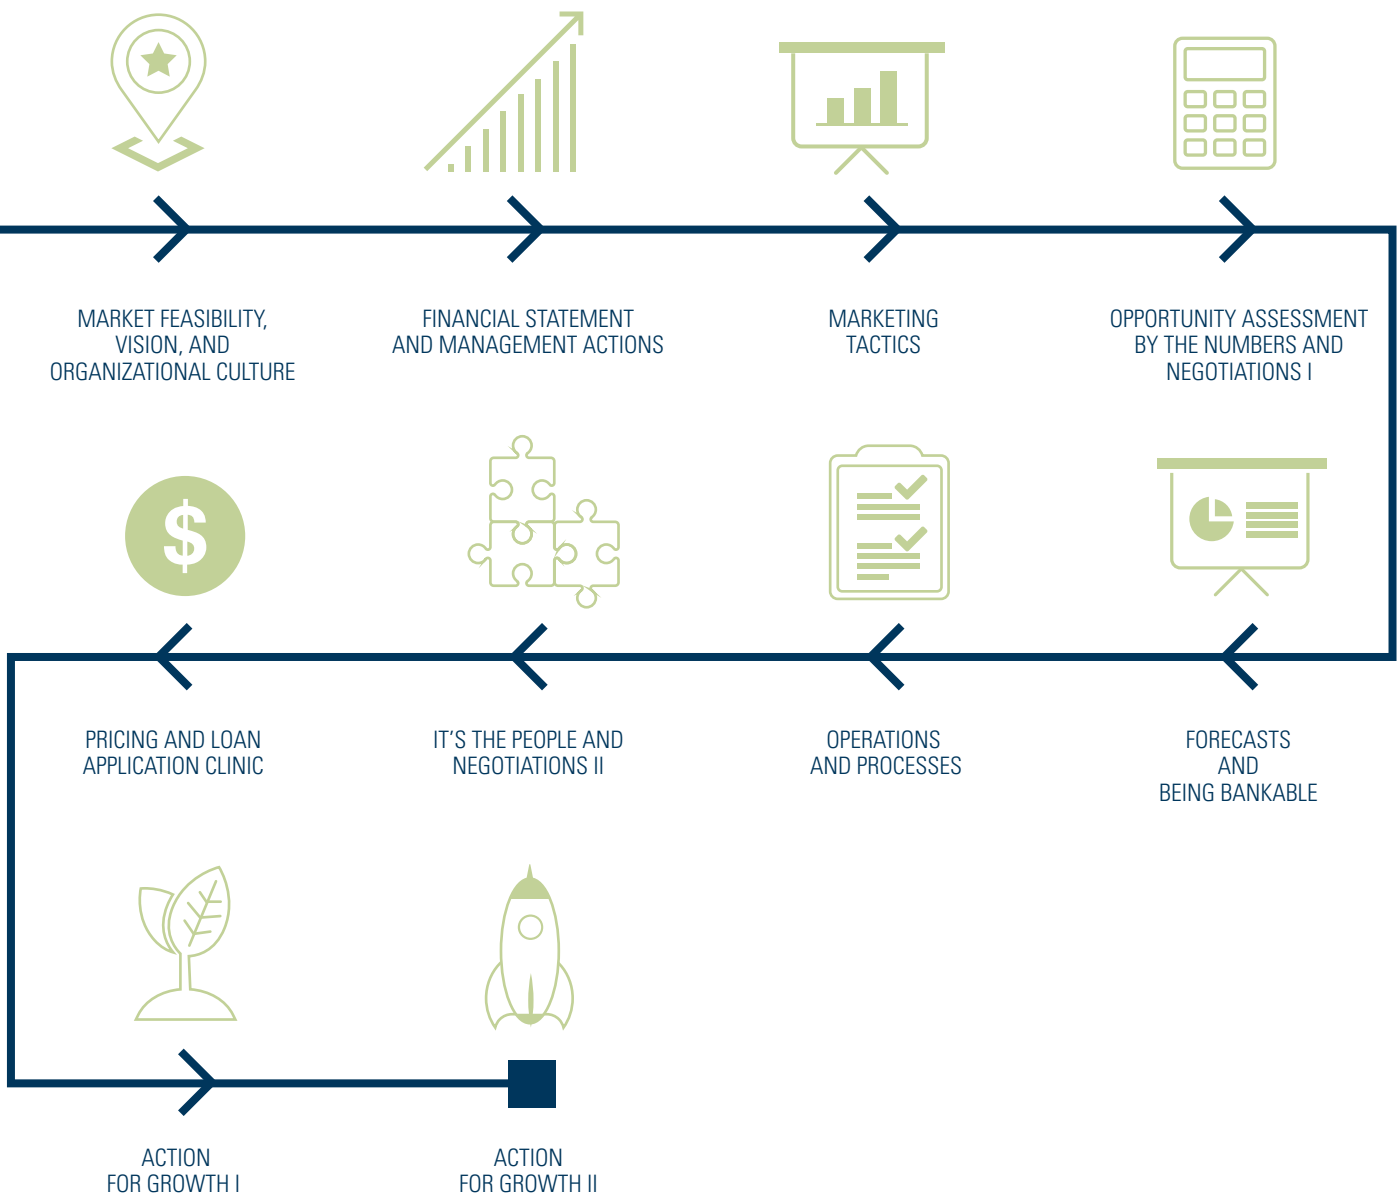 MARKET FEASIBILITY,
VISION, AND
ORGANIZATIONAL CULTURE
FINANCIAL STATEMENT
AND MANAGEMENT ACTIONS
MARKETING
TACTICS
OPPORTUNITY ASSESSMENT
BY THE NUMBERS AND
NEGOTIATIONS I
$
PRICING AND LOAN
APPLICATION CLINIC
IT'S THE PEOPLE AND
NEGOTIATIONS II
OPERATIONS
AND PROCESSES
FORECASTS
AND
BEING BANKABLE
ACTION
FOR GROWTH I
ACTION
FOR GROWTH II